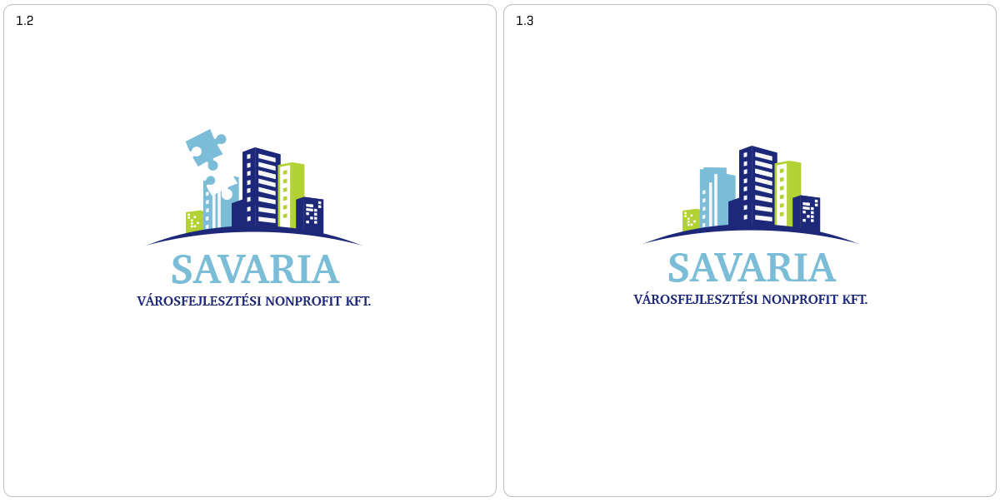 1.2
SAVARIA
VÁROSFEJLESZTÉSI NONPROFIT KFT.
1.3
SAVARIA
VÁROSFEJLESZTÉSI NONPROFIT KFT.